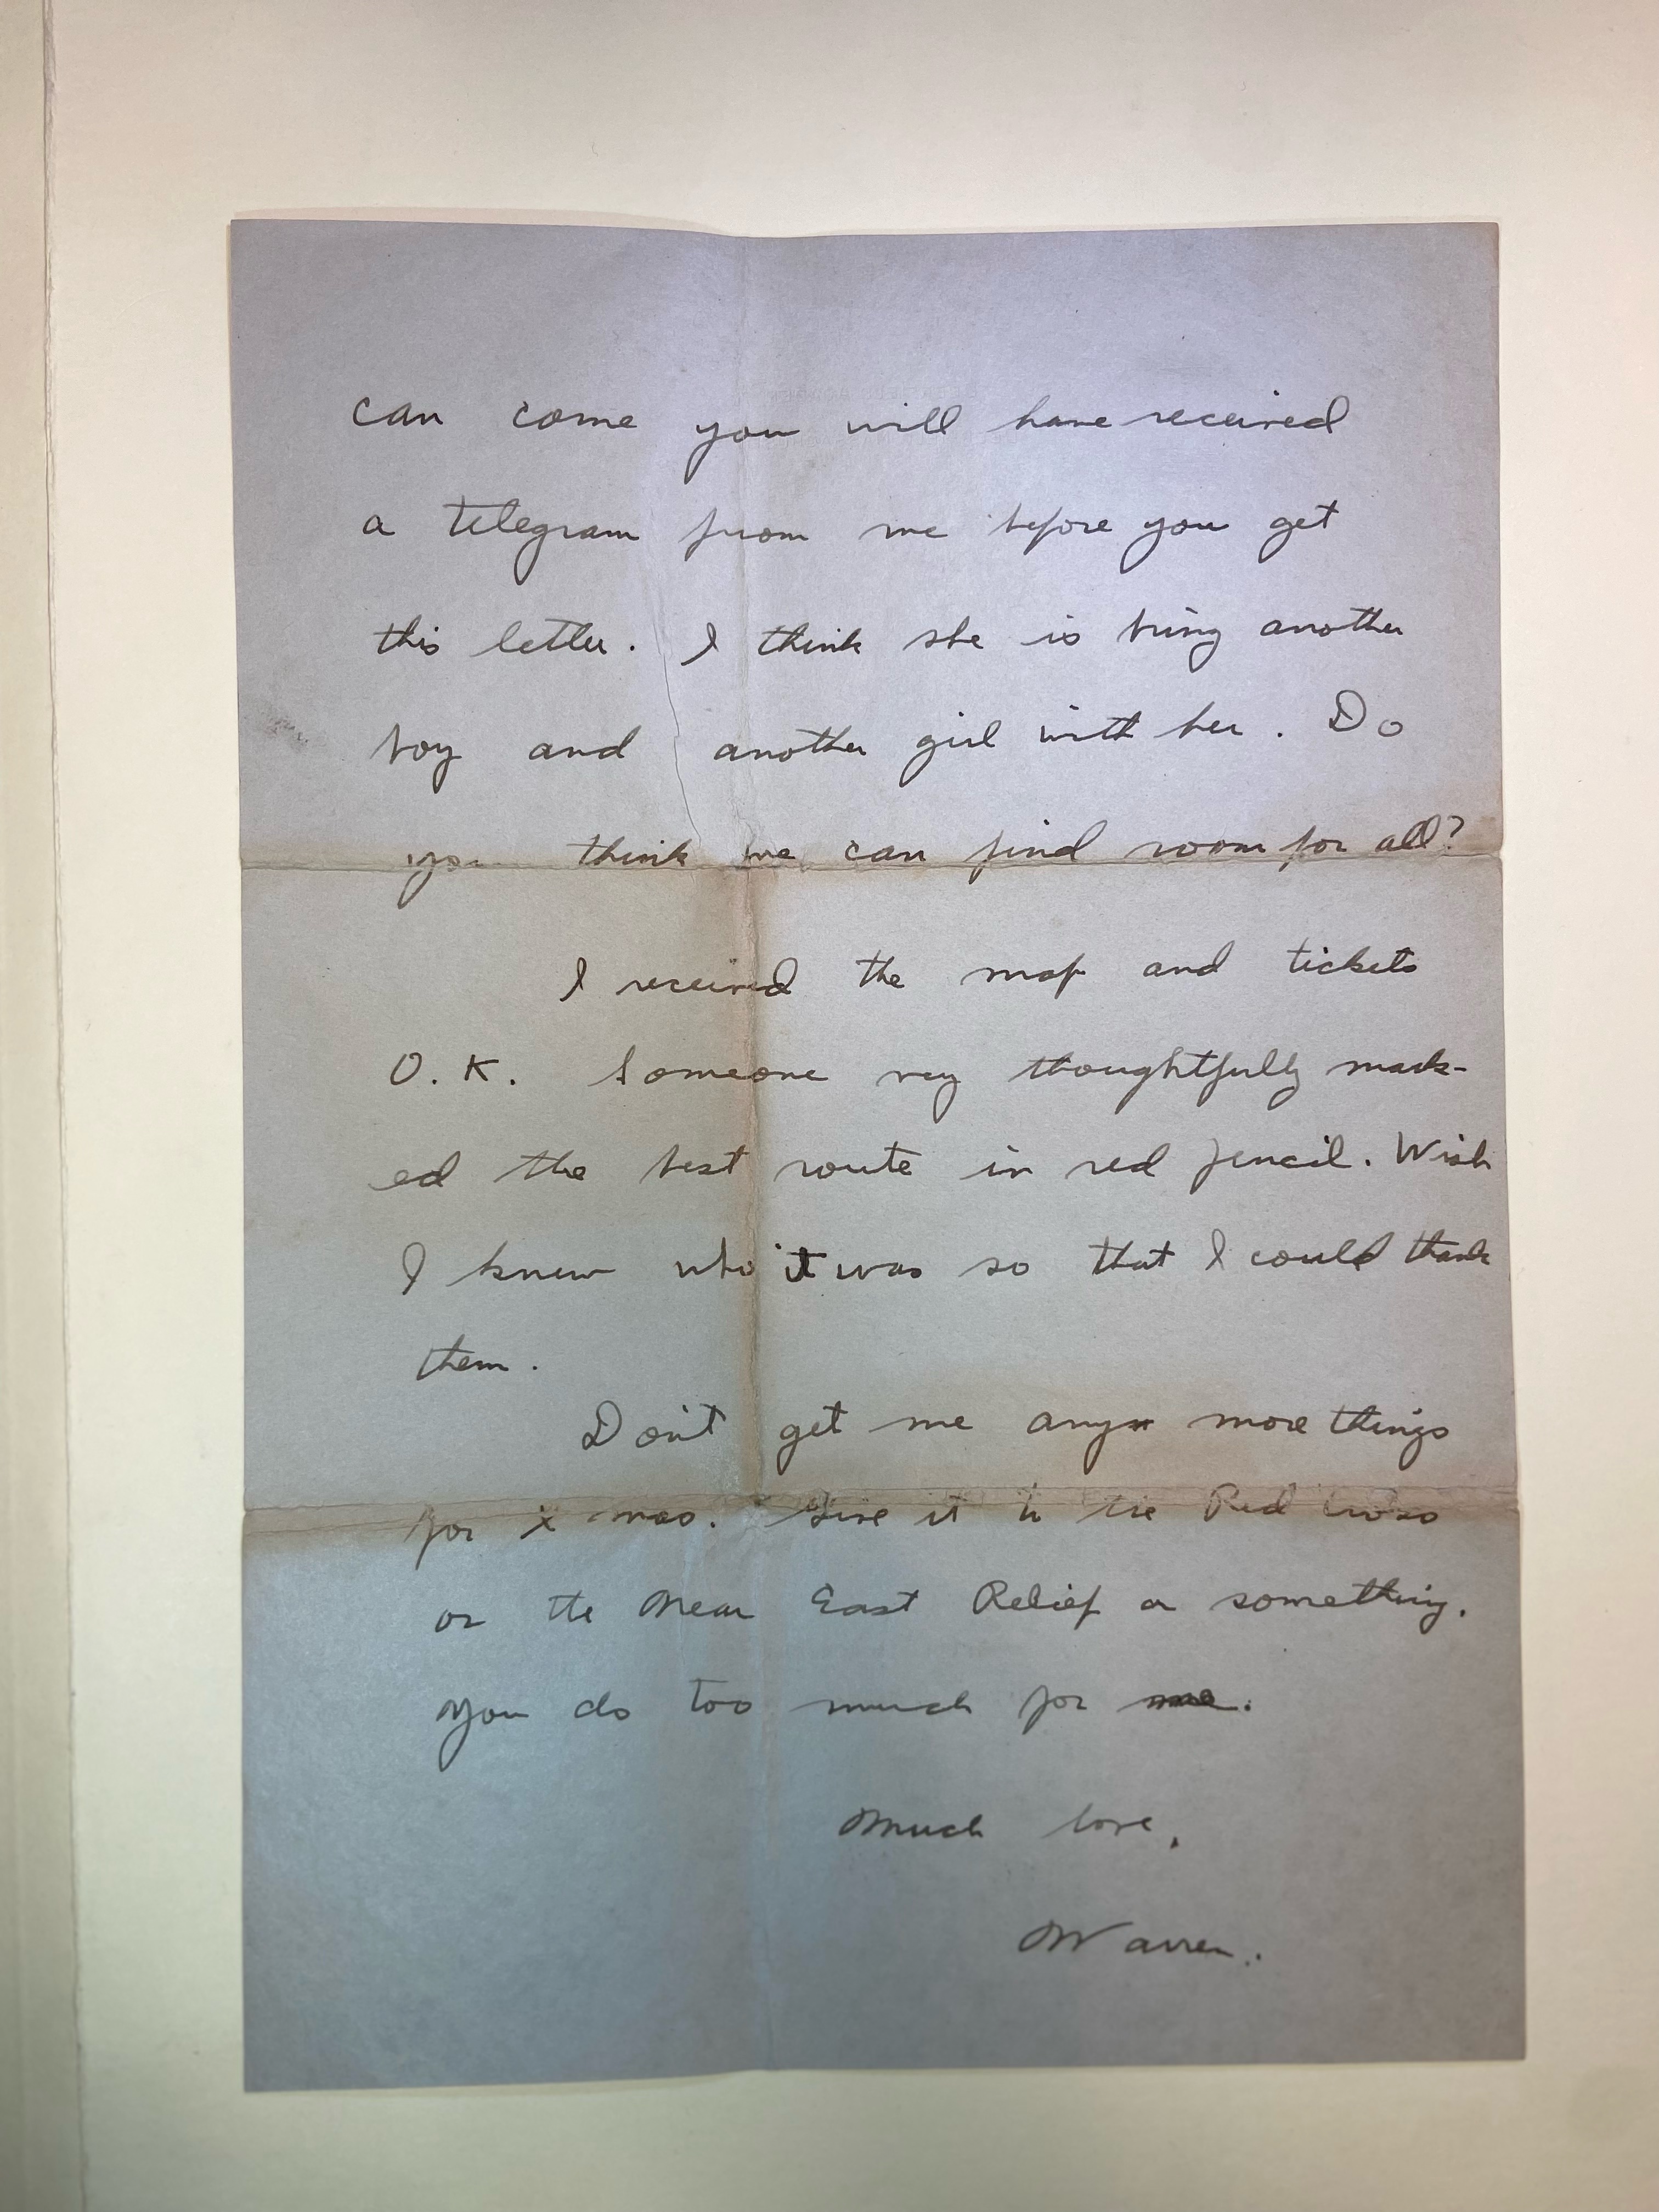 can come you will have received
a telegram from me before you get
this letter. I think she is bring another
boy and another girl with her. Do
you think we can find room for all?
I received the map and tickets
O.K. Someone very thoughtfully mark-
ed the best route in red pencil. Wish
I knew who it was so that I could thank
them.
Don't get me any more things
for X mas. Give it to the Red Cross
or the Near East Relief or something.
You do too much for me.
Much love,
Warren.